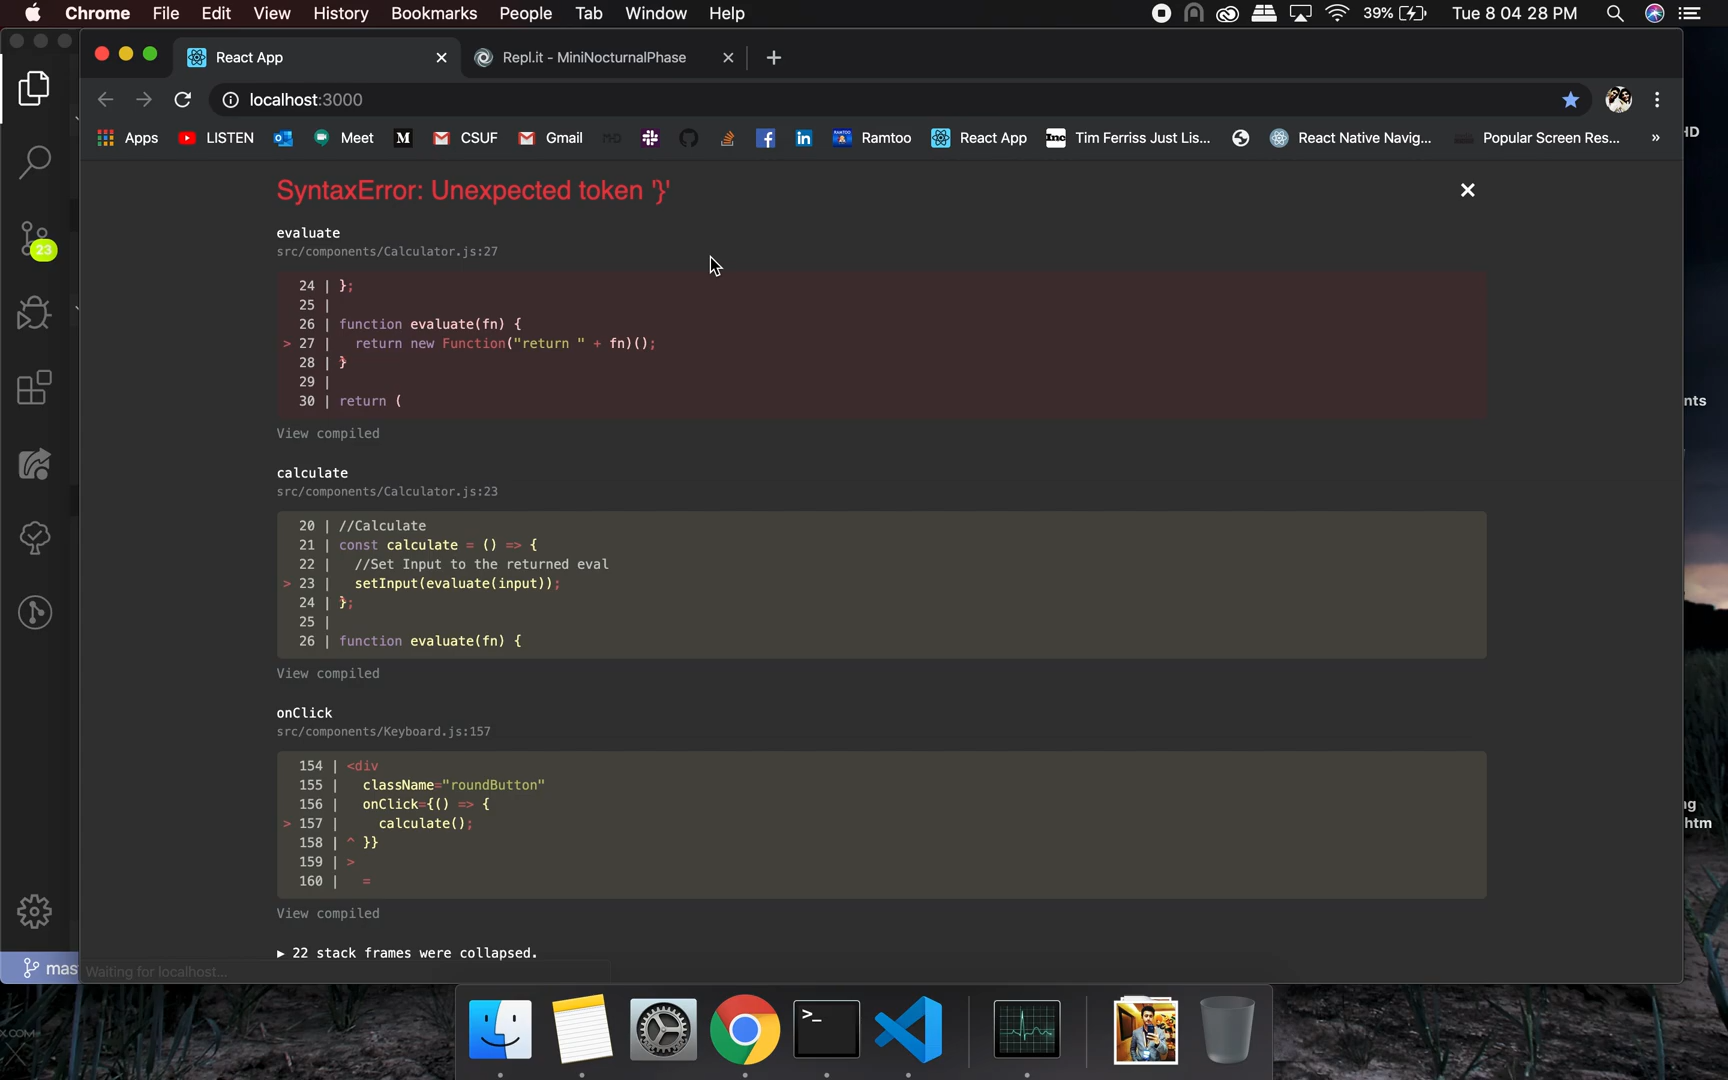 Chrome File Edit View History Bookmarks People Tab Window Help 39% Tue 8 04 28 PM
React App Repl.it - MiniNocturnalPhase
localhost:3000
Apps LISTEN Meet CSUF Gmail Ramtoo React App Tim Ferriss Just Lis... React Native Navig... Popular Screen Res... »
HD
SyntaxError: Unexpected token '}'
evaluate
src/components/Calculator.js:27
24 | };
25 |
26 | function evaluate(fn) {
> 27 | return new Function("return " + fn)();
28 | }
29 |
30 | return (
nts
View compiled
calculate
src/components/Calculator.js:23
20 | //Calculate
21 | const calculate = () => {
22 | //Set Input to the returned eval
> 23 | setInput(evaluate(input));
24 | };
25 |
26 | function evaluate(fn) {
View compiled
onClick
src/components/Keyboard.js:157
154 | <div
155 | className="roundButton"
156 | onClick={() => {
> 157 | calculate();
158 | ^ }}
159 | >
160 | =
ng
htm
View compiled
▶ 22 stack frames were collapsed.
23
mas
Waiting for localhost...